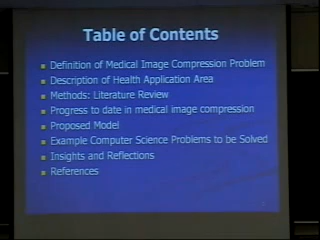 Table of Contents
Definition of Medical Image Compression Problem
Description of Health Application Area
Methods: Literature Review
Progress to date in medical image compression
Proposed Model
Example Computer Science Problems to be Solved
Insights and Reflections
References